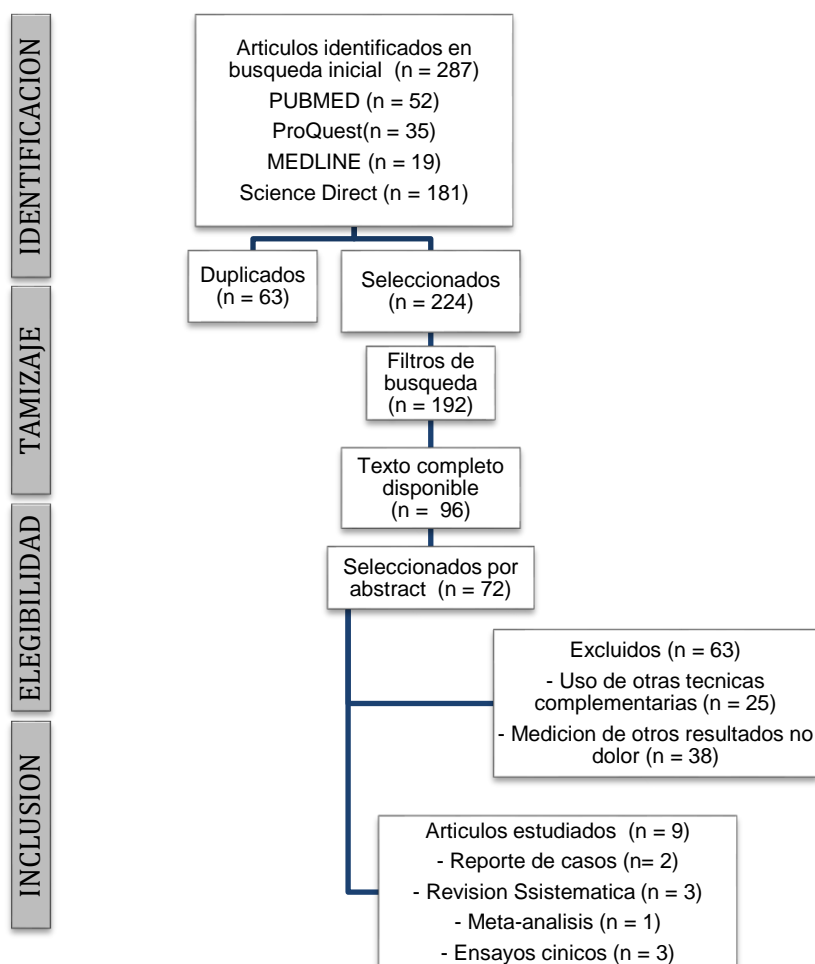 IDENTIFICACION
Articulos identificados en
busqueda inicial (n = 287)
PUBMED (n = 52)
ProQuest(n = 35)
MEDLINE (n = 19)
Science Direct (n = 181)
Duplicados
(n = 63)
Seleccionados
(n = 224)
TAMIZAJE
Filtros de
busqueda
(n = 192)
Texto completo
disponible
(n = 96)
ELEGIBILIDAD
Seleccionados por
abstract (n = 72)
Excluidos (n = 63)
- Uso de otras tecnicas
complementarias (n = 25)
- Medicion de otros resultados no
dolor (n = 38)
INCLUSION
Articulos estudiados (n = 9)
- Reporte de casos (n= 2)
- Revision Ssistematica (n = 3)
- Meta-analisis (n = 1)
- Ensayos cinicos (n = 3)